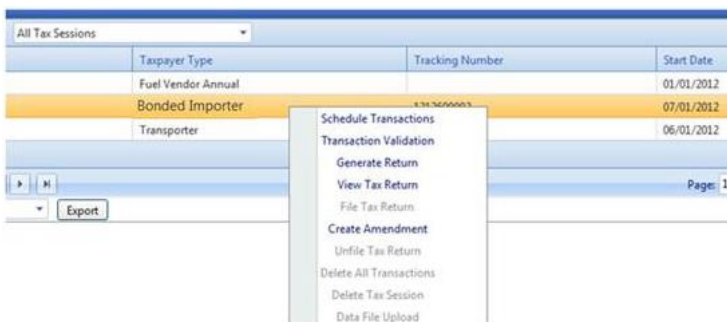 All Tax Sessions
Taxpayer Type Tracking Number Start Date
Fuel Vendor Annual 01/01/2012
Bonded Importer 07/01/2012
Transporter 06/01/2012
Schedule Transactions
Transaction Validation
Generate Return
View Tax Return
File Tax Return
Create Amendment
Unfile Tax Return
Delete All Transactions
Delete Tax Session
Data File Upload
Page: 1
Export